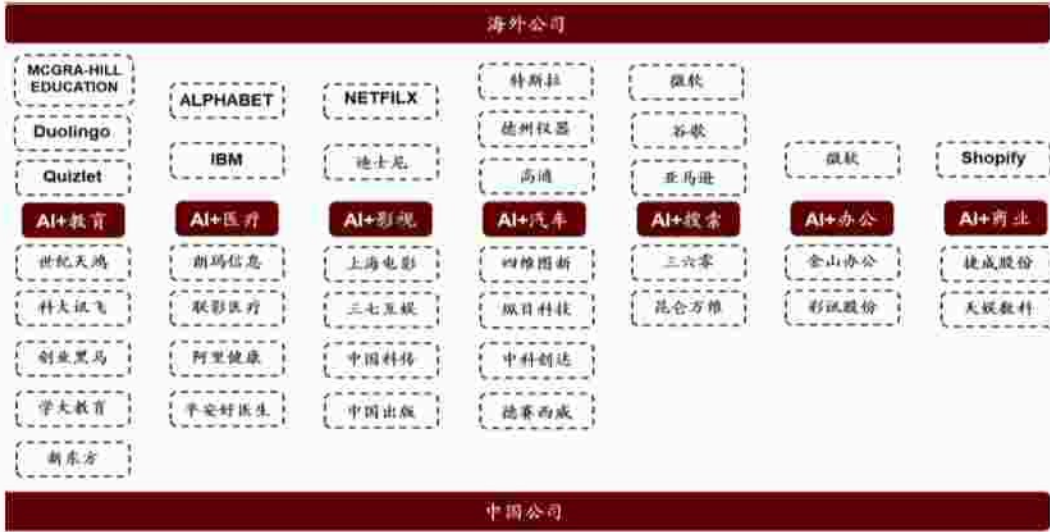 海外公司
MCGRA-HILL
EDUCATION
Duolingo
Quizlet
ALPHABET
IBM
NETFILX
迪士尼
特斯拉
德州仪器
高通
微软
谷歌
亚马逊
微软
Shopify
AI+教育
AI+医疗
AI+影视
AI+汽车
AI+搜索
AI+办公
AI+商业
世纪天鸿
科大讯飞
创业黑马
学大教育
新东方
朗玛信息
联影医疗
阿里健康
平安好医生
上海电影
三七互娱
中国科传
中国出版
四维图新
纵目科技
中科创达
德赛西威
三六零
昆仑万维
金山办公
彩讯股份
捷成股份
天娱数科
中国公司